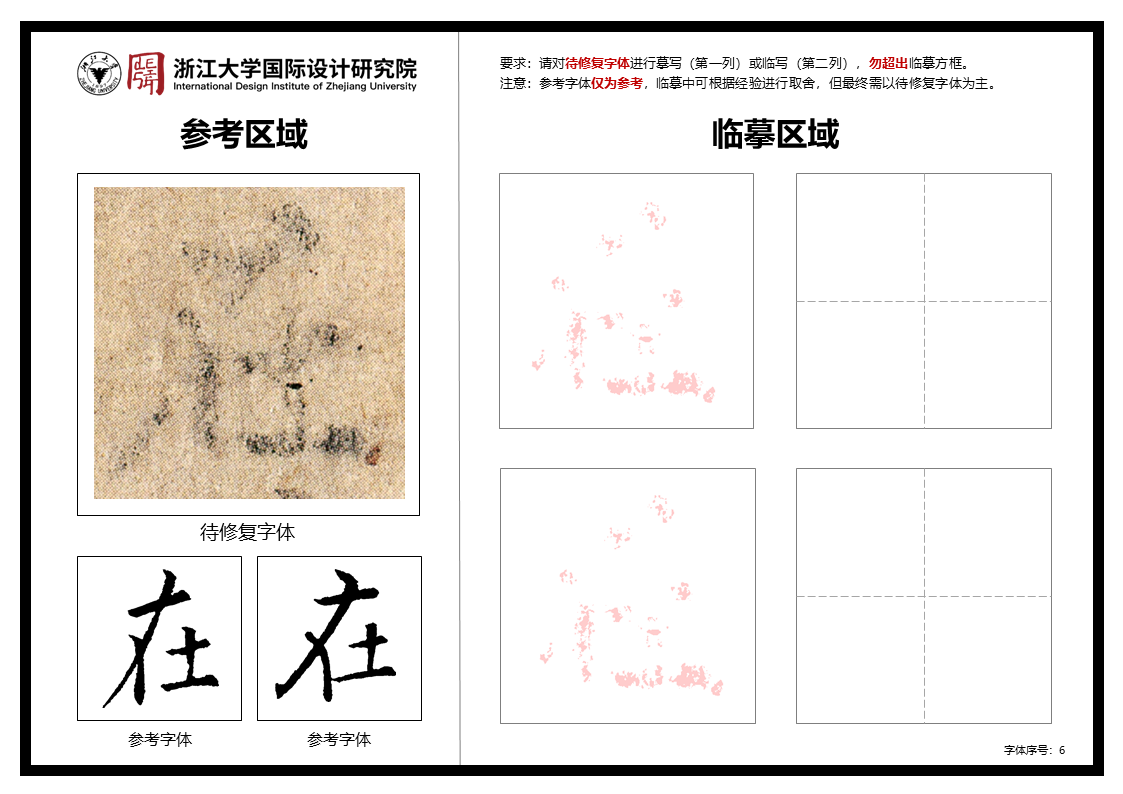 浙江大学国际设计研究院
International Design Institute of Zhejiang University
参考区域
待修复字体
在
在
参考字体
参考字体
要求：请对待修复字体进行摹写（第一列）或临写（第二列），勿超出临摹方框。
注意：参考字体仅为参考，临摹中可根据经验进行取舍，但最终需以待修复字体为主。
临摹区域
字体序号：6